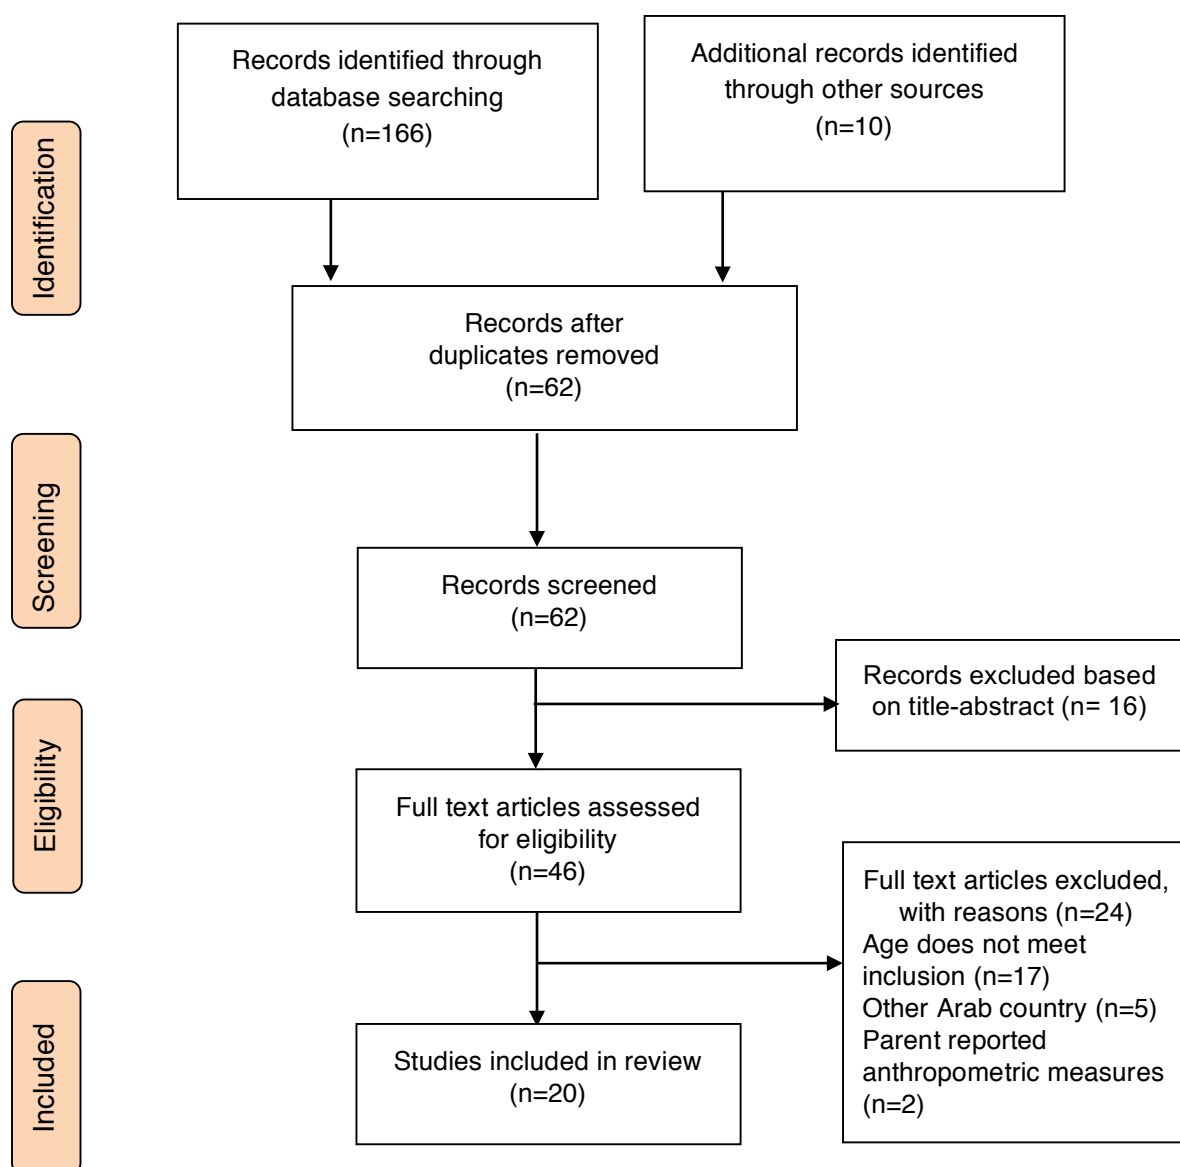 Records identified through
database searching
(n=166)
Additional records identified
through other sources
(n=10)
Identification
Records after
duplicates removed
(n=62)
Screening
Records screened
(n=62)
Records excluded based
on title-abstract (n= 16)
Eligibility
Full text articles assessed
for eligibility
(n=46)
Full text articles excluded,
with reasons (n=24)
Age does not meet
inclusion (n=17)
Other Arab country (n=5)
Parent reported
anthropometric measures
(n=2)
Included
Studies included in review
(n=20)